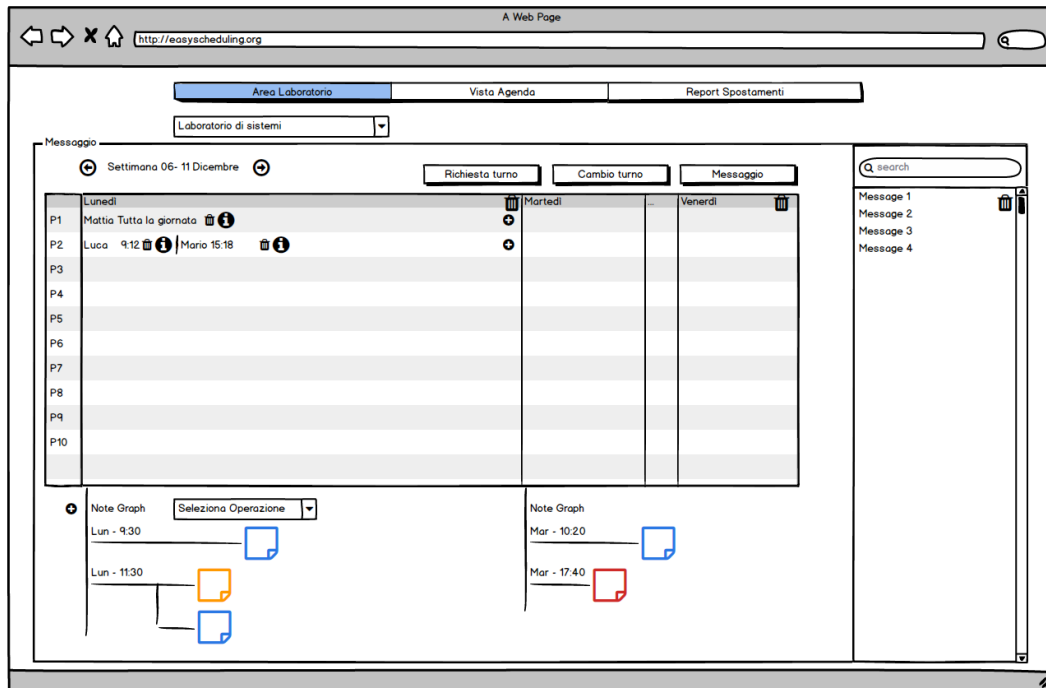 A Web Page
http://easyscheduling.org
Area Laboratorio Vista Agenda Report Spostamenti
Laboratorio di sistemi
Messaggio
Settimana 06- 11 Dicembre
Richiesta turno Cambio turno Messaggio
search
Lunedì Martedì ... Venerdì
P1 Mattia Tutta la giornata
P2 Luca 9:12 Mario 15:18
P3
P4
P5
P6
P7
P8
P9
P10
Message 1
Message 2
Message 3
Message 4
Note Graph Seleziona Operazione
Lun - 9:30
Lun - 11:30
Note Graph
Mar - 10:20
Mar - 17:40